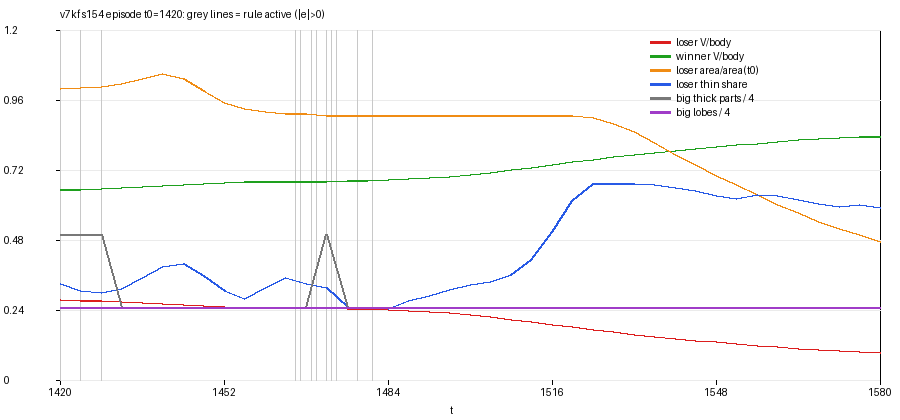 v7kf s154 episode t0=1420: grey lines = rule active (|e|>0)
1.2
0.96
0.72
0.48
0.24
0
loser V/body
winner V/body
loser area/area(t0)
loser thin share
big thick parts / 4
big lobes / 4
1420
1452
1484
1516
1548
1580
t